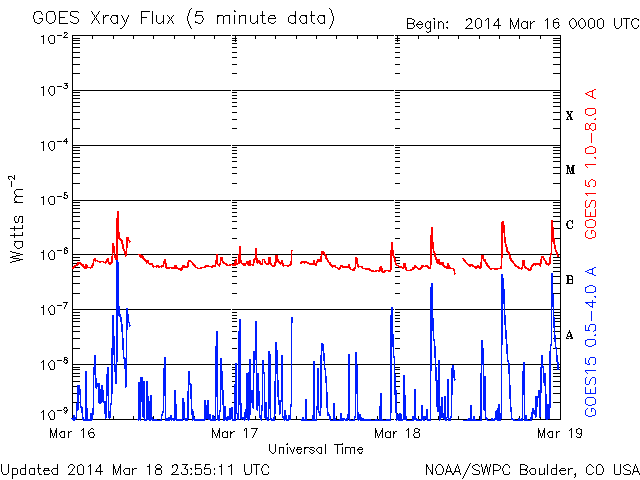 GOES Xray Flux (5 minute data)
Begin: 2014 Mar 16 0000 UTC
10⁻²
10⁻³
10⁻⁴
10⁻⁵
10⁻⁶
10⁻⁷
10⁻⁸
10⁻⁹
Watts m⁻²
X
M
C
B
A
GOES15 1.0-8.0 A
GOES15 0.5-4.0 A
Mar 16
Mar 17
Mar 18
Mar 19
Universal Time
Updated 2014 Mar 18 23:55:11 UTC
NOAA/SWPC Boulder, CO USA